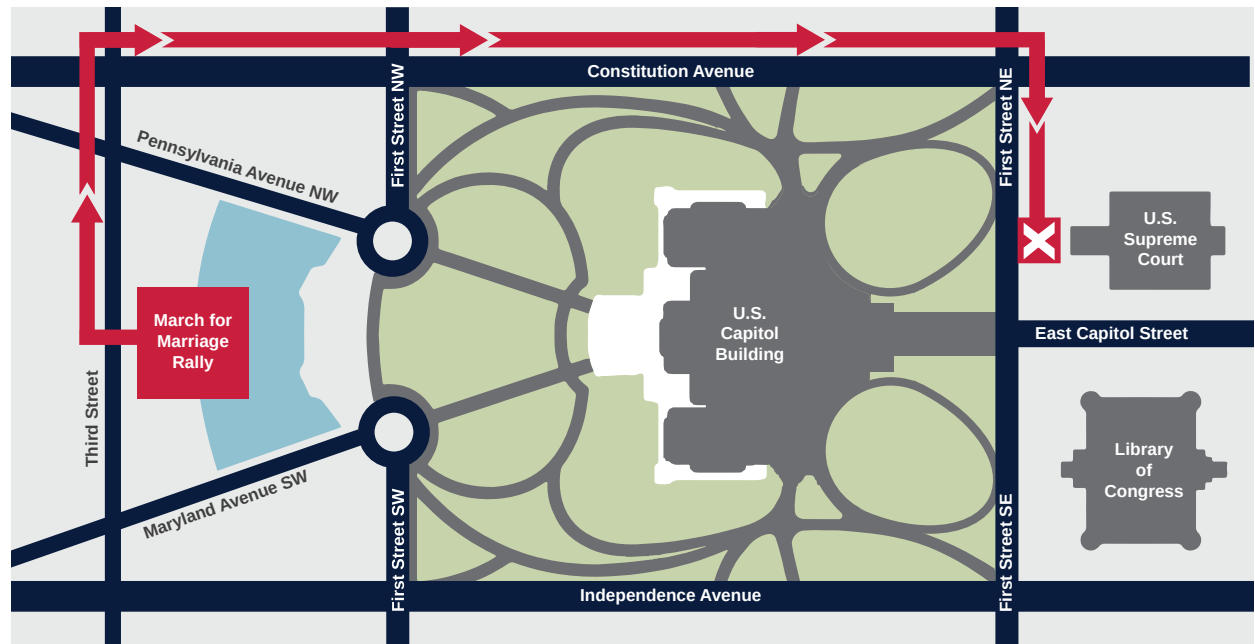 Constitution Avenue
First Street NW
First Street NE
Pennsylvania Avenue NW
U.S.
Supreme
Court
March for
Marriage
Rally
U.S.
Capitol
Building
East Capitol Street
Third Street
Maryland Avenue SW
Library
of
Congress
First Street SW
First Street SE
Independence Avenue